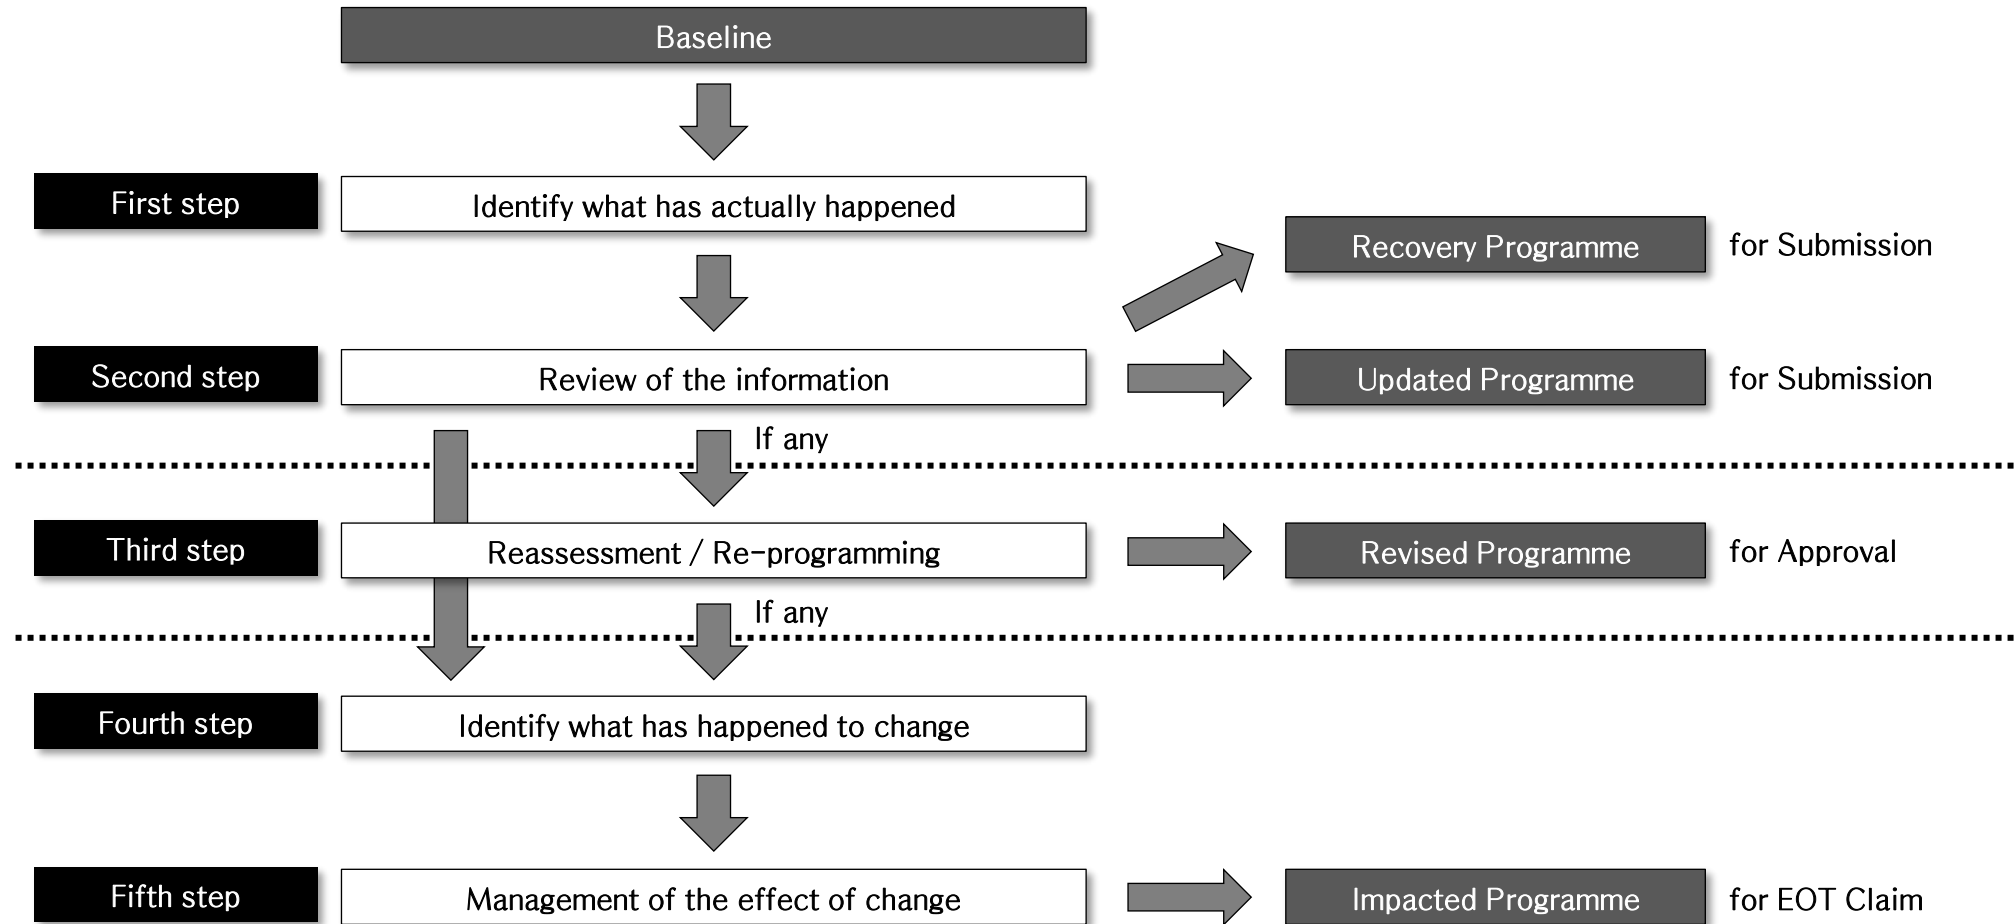 Baseline
First step
Identify what has actually happened
Recovery Programme
for Submission
Second step
Review of the information
Updated Programme
for Submission
If any
Third step
Reassessment / Re-programming
Revised Programme
for Approval
If any
Fourth step
Identify what has happened to change
Fifth step
Management of the effect of change
Impacted Programme
for EOT Claim